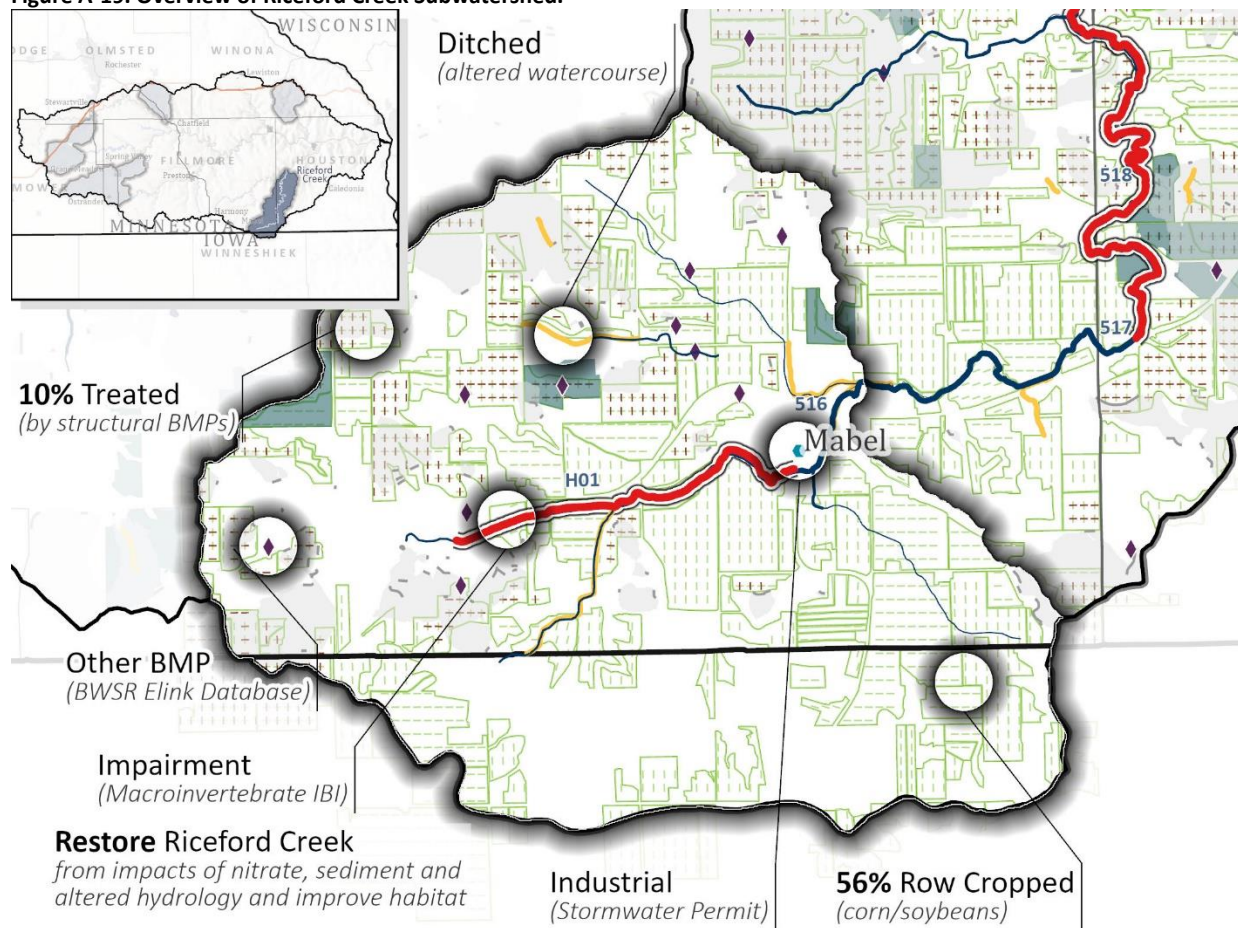 Figure A-15. Overview of Riceford Creek Subwatershed.
WISCONSIN
OLMSTED
WINONA
Rochester
Lewiston
Stewartville
Chatfield
Spring Valley
FILLMORE
HOUSTON
Riceford
Creek
Preston
Caledonia
Ostrander
Harmony
MINNESOTA
IOWA
WINNESHIEK
Ditched
(altered watercourse)
518
517
10% Treated
(by structural BMPs)
516
Mabel
H01
Other BMP
(BWSR Elink Database)
Impairment
(Macroinvertebrate IBI)
Restore Riceford Creek
from impacts of nitrate, sediment and
altered hydrology and improve habitat
Industrial
(Stormwater Permit)
56% Row Cropped
(corn/soybeans)